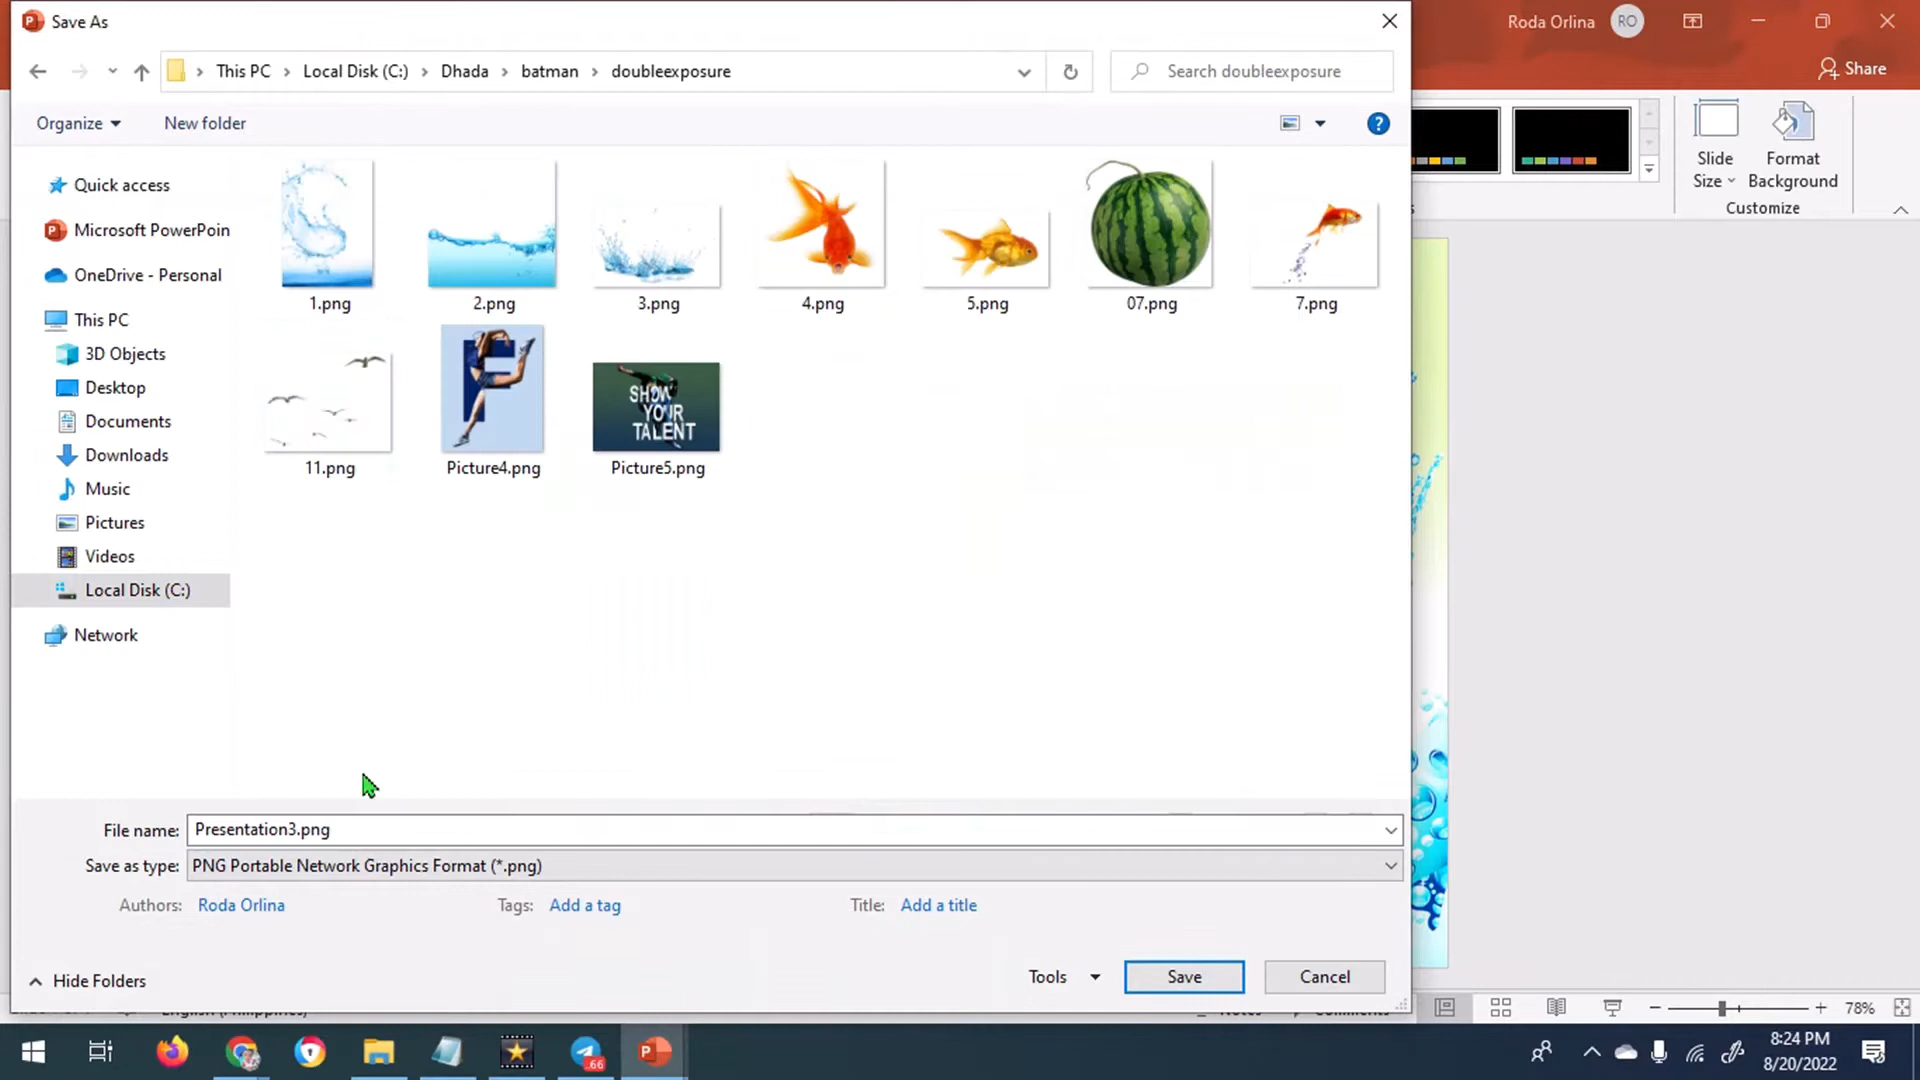 Save As
Roda Orlina RO
This PC Local Disk (C:) Dhada batman doubleexposure
Search doubleexposure
Share
Organize
New folder
Slide Size
Format Background
Customize
Quick access
Microsoft PowerPoin
OneDrive - Personal
This PC
3D Objects
Desktop
Documents
Downloads
Music
Pictures
Videos
Local Disk (C:)
Network
1.png
2.png
3.png
4.png
5.png
07.png
7.png
F
SHOW
YOUR
TALENT
11.png
Picture4.png
Picture5.png
File name: Presentation3.png
Save as type: PNG Portable Network Graphics Format (*.png)
Authors: Roda Orlina
Tags: Add a tag
Title: Add a title
Hide Folders
Tools
Save
Cancel
78%
.66
8:24 PM
8/20/2022